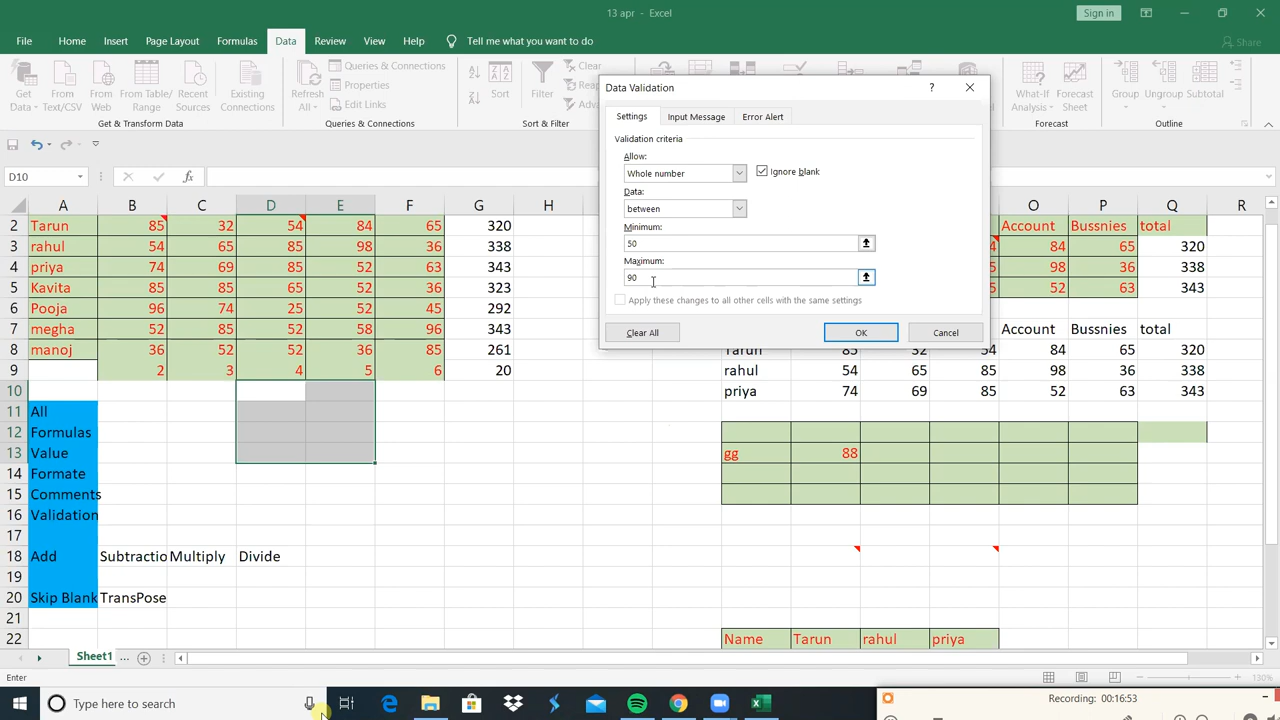 13 apr - Excel
Sign in
File Home Insert Page Layout Formulas Data Review View Help Tell me what you want to do Share
Get Data From Text/CSV From Web From Table/ Range Recent Sources Existing Connections
Refresh All Queries & Connections
Properties
Edit Links
Sort Filter Clear
Reap
Adv
What-If Analysis Forecast Sheet Group Ungroup Subtotal
Get & Transform Data Queries & Connections Sort & Filter Forecast Outline
D10
Data Validation
Settings Input Message Error Alert
Validation criteria
Allow:
Whole number Ignore blank
Data:
between
Minimum:
50
Maximum:
90
Apply these changes to all other cells with the same settings
Clear All OK Cancel
A B C D E F G H O P Q R
2 Tarun 85 32 54 84 65 320 Account Bussnies total
3 rahul 54 65 85 98 36 338 84 65 320
4 priya 74 69 85 52 63 343 98 36 338
5 Kavita 85 85 65 52 36 323 52 63 343
6 Pooja 96 74 25 52 45 292
7 megha 52 85 52 58 96 343 Account Bussnies total
8 manoj 36 52 52 36 85 261 Tarun 85 32 54 84 65 320
9 2 3 4 5 6 20 rahul 54 65 85 98 36 338
10 priya 74 69 85 52 63 343
11 All
12 Formulas
13 Value gg 88
14 Formate
15 Comments
16 Validation
17
18 Add Subtractio Multiply Divide
19
20 Skip Blank TransPose
21
22 Name Tarun rahul priya
Sheet1 ...
Enter 130%
Type here to search
Recording: 00:16:53